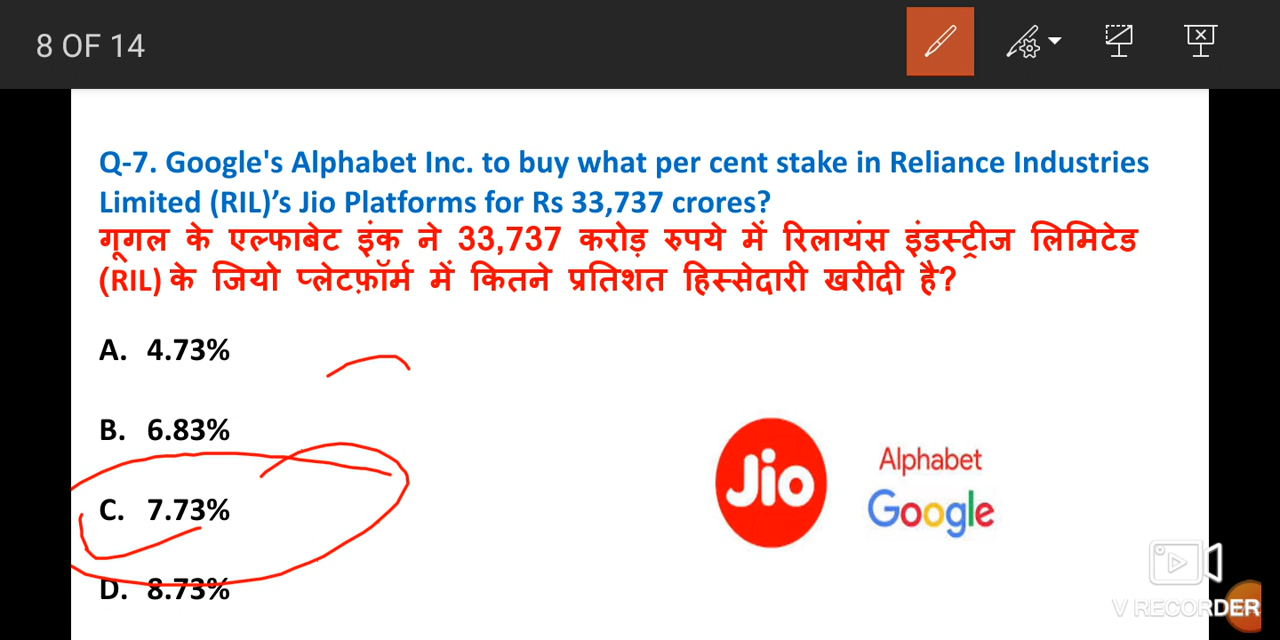 8 OF 14
Q-7. Google's Alphabet Inc. to buy what per cent stake in Reliance Industries
Limited (RIL)’s Jio Platforms for Rs 33,737 crores?
गूगल के एल्फाबेट इंक ने 33,737 करोड़ रुपये में रिलायंस इंडस्ट्रीज लिमिटेड
(RIL) के जियो प्लेटफ़ॉर्म में कितने प्रतिशत हिस्सेदारी खरीदी है?
A. 4.73%
B. 6.83%
C. 7.73%
D. 8.73%
Jio
Alphabet
Google
V RECORDER